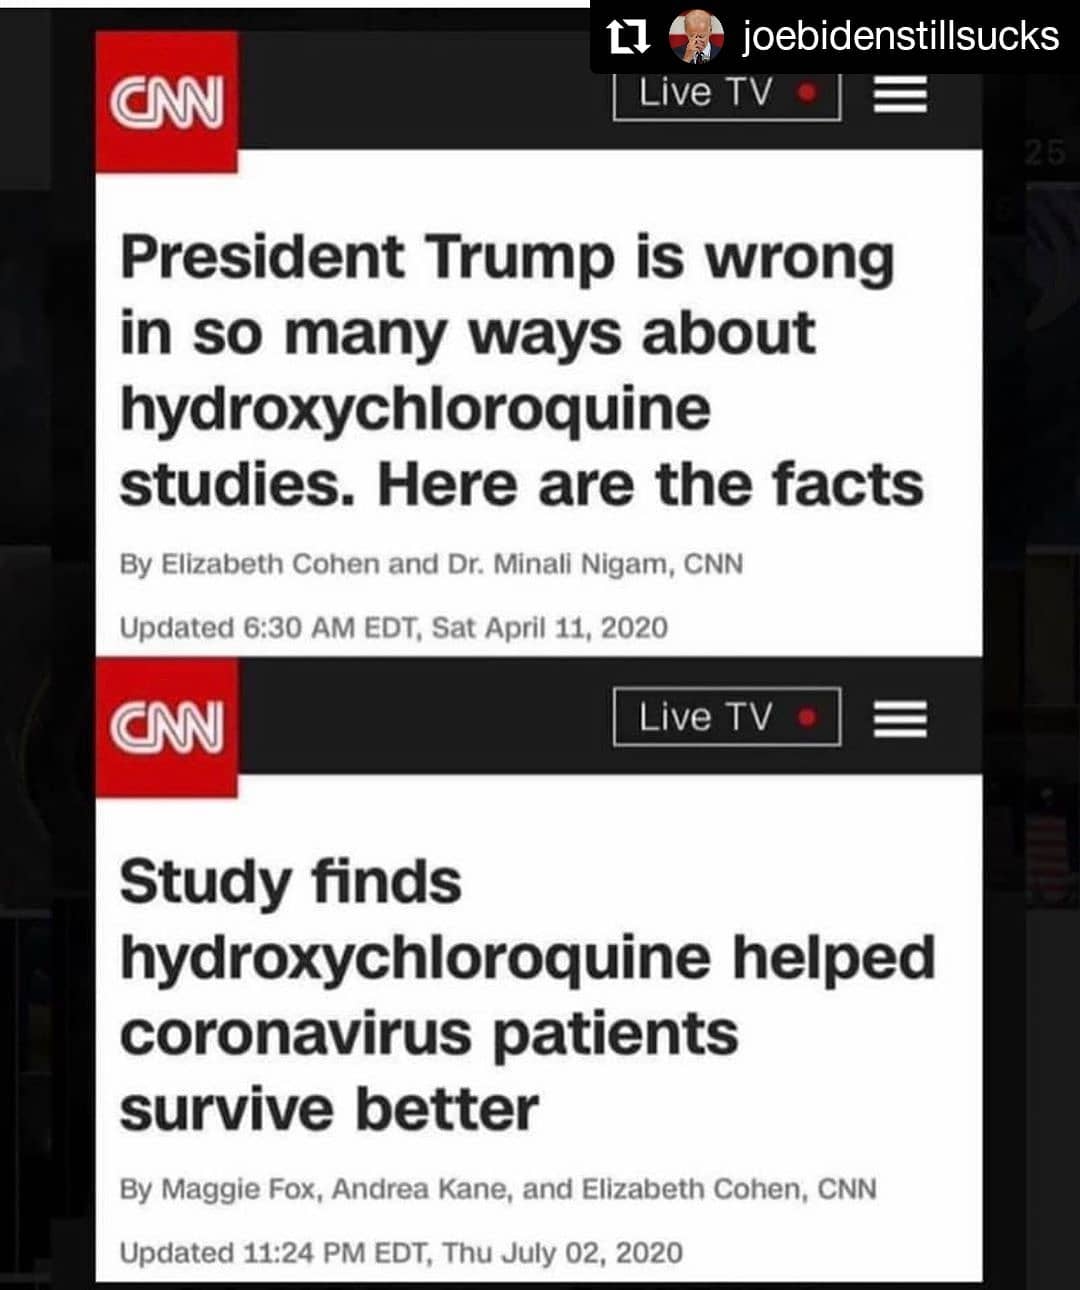 joebidenstillsucks
CNN
Live TV
25
President Trump is wrong
in so many ways about
hydroxychloroquine
studies. Here are the facts
By Elizabeth Cohen and Dr. Minali Nigam, CNN
Updated 6:30 AM EDT, Sat April 11, 2020
CNN
Live TV
Study finds
hydroxychloroquine helped
coronavirus patients
survive better
By Maggie Fox, Andrea Kane, and Elizabeth Cohen, CNN
Updated 11:24 PM EDT, Thu July 02, 2020